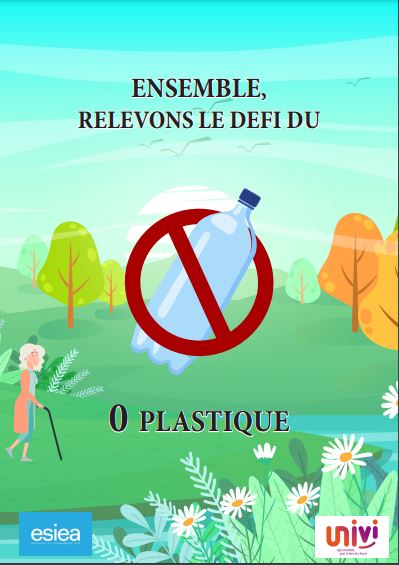 ENSEMBLE,
RELEVONS LE DEFI DU
0 PLASTIQUE
esiea
univi